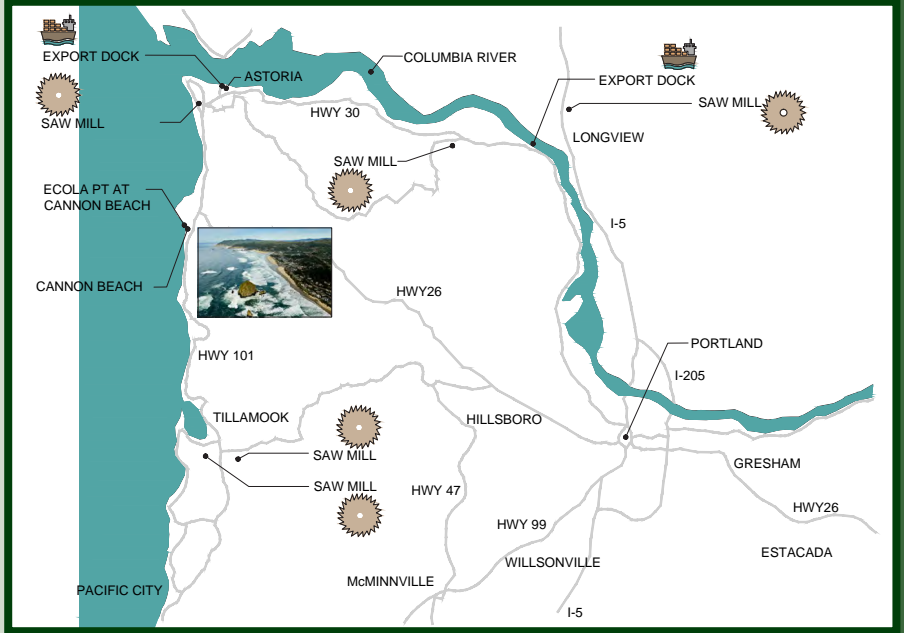 EXPORT DOCK
COLUMBIA RIVER
ASTORIA
EXPORT DOCK
SAW MILL
HWY 30
SAW MILL
LONGVIEW
SAW MILL
ECOLA PT AT
CANNON BEACH
I-5
CANNON BEACH
HWY26
PORTLAND
HWY 101
I-205
TILLAMOOK
HILLSBORO
SAW MILL
GRESHAM
SAW MILL
HWY 47
HWY26
HWY 99
ESTACADA
WILLSONVILLE
McMINNVILLE
PACIFIC CITY
I-5